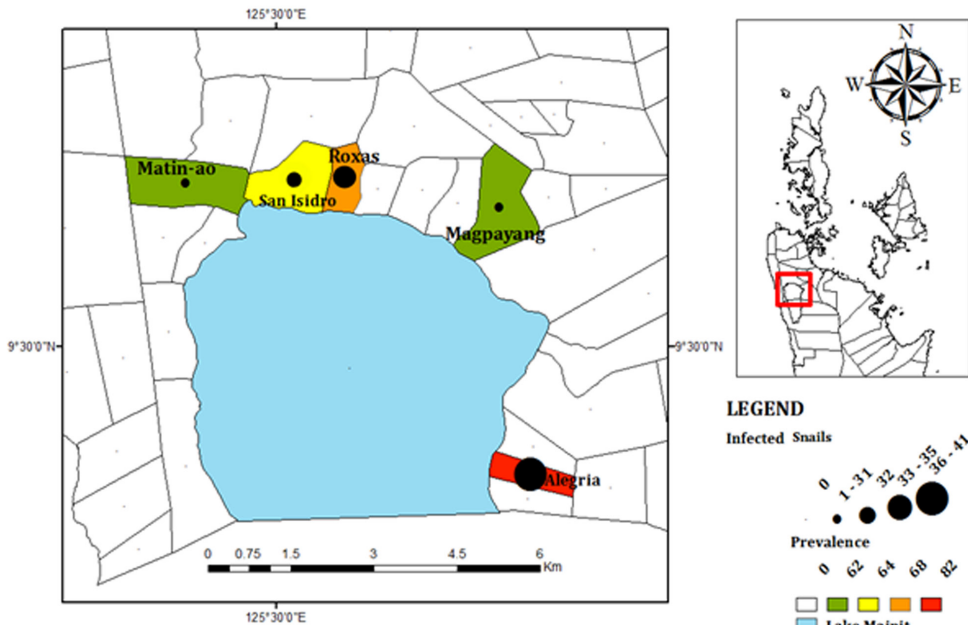 125°30'0"E
N
W E
S
Matin-ao
Roxas
San Isidro
Magpayang
9°30'0"N
9°30'0"N
Alegria
0 0.75 1.5 3 4.5 6
Km
125°30'0"E
LEGEND
Infected Snails
0 1 - 31 32 33 - 35 36 - 41
Prevalence
0 62 64 68 82
Lake Mainit